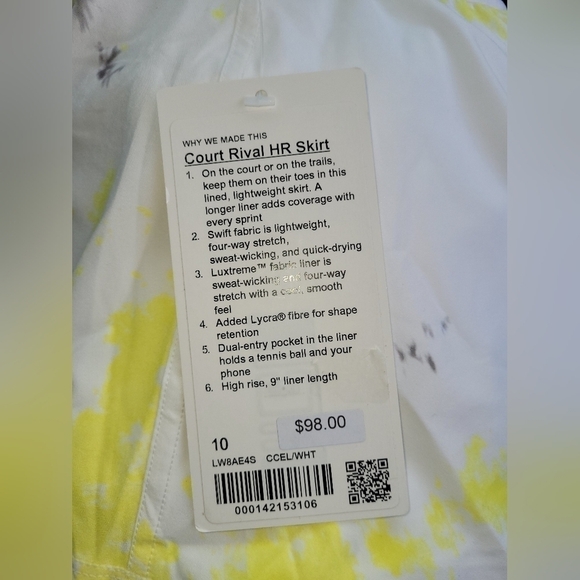 WHY WE MADE THIS
Court Rival HR Skirt
1. On the court or on the trails,
keep them on their toes in this
lined, lightweight skirt. A
longer liner adds coverage with
every sprint
2. Swift fabric is lightweight,
four-way stretch,
sweat-wicking, and quick-drying
3. Luxtreme™ fabric liner is
sweat-wicking and four-way
stretch with a cool, smooth
feel
4. Added Lycra® fibre for shape
retention
5. Dual-entry pocket in the liner
holds a tennis ball and your
phone
6. High rise, 9" liner length
$98.00
10
LW8AE4S CCEL/WHT
000142153106